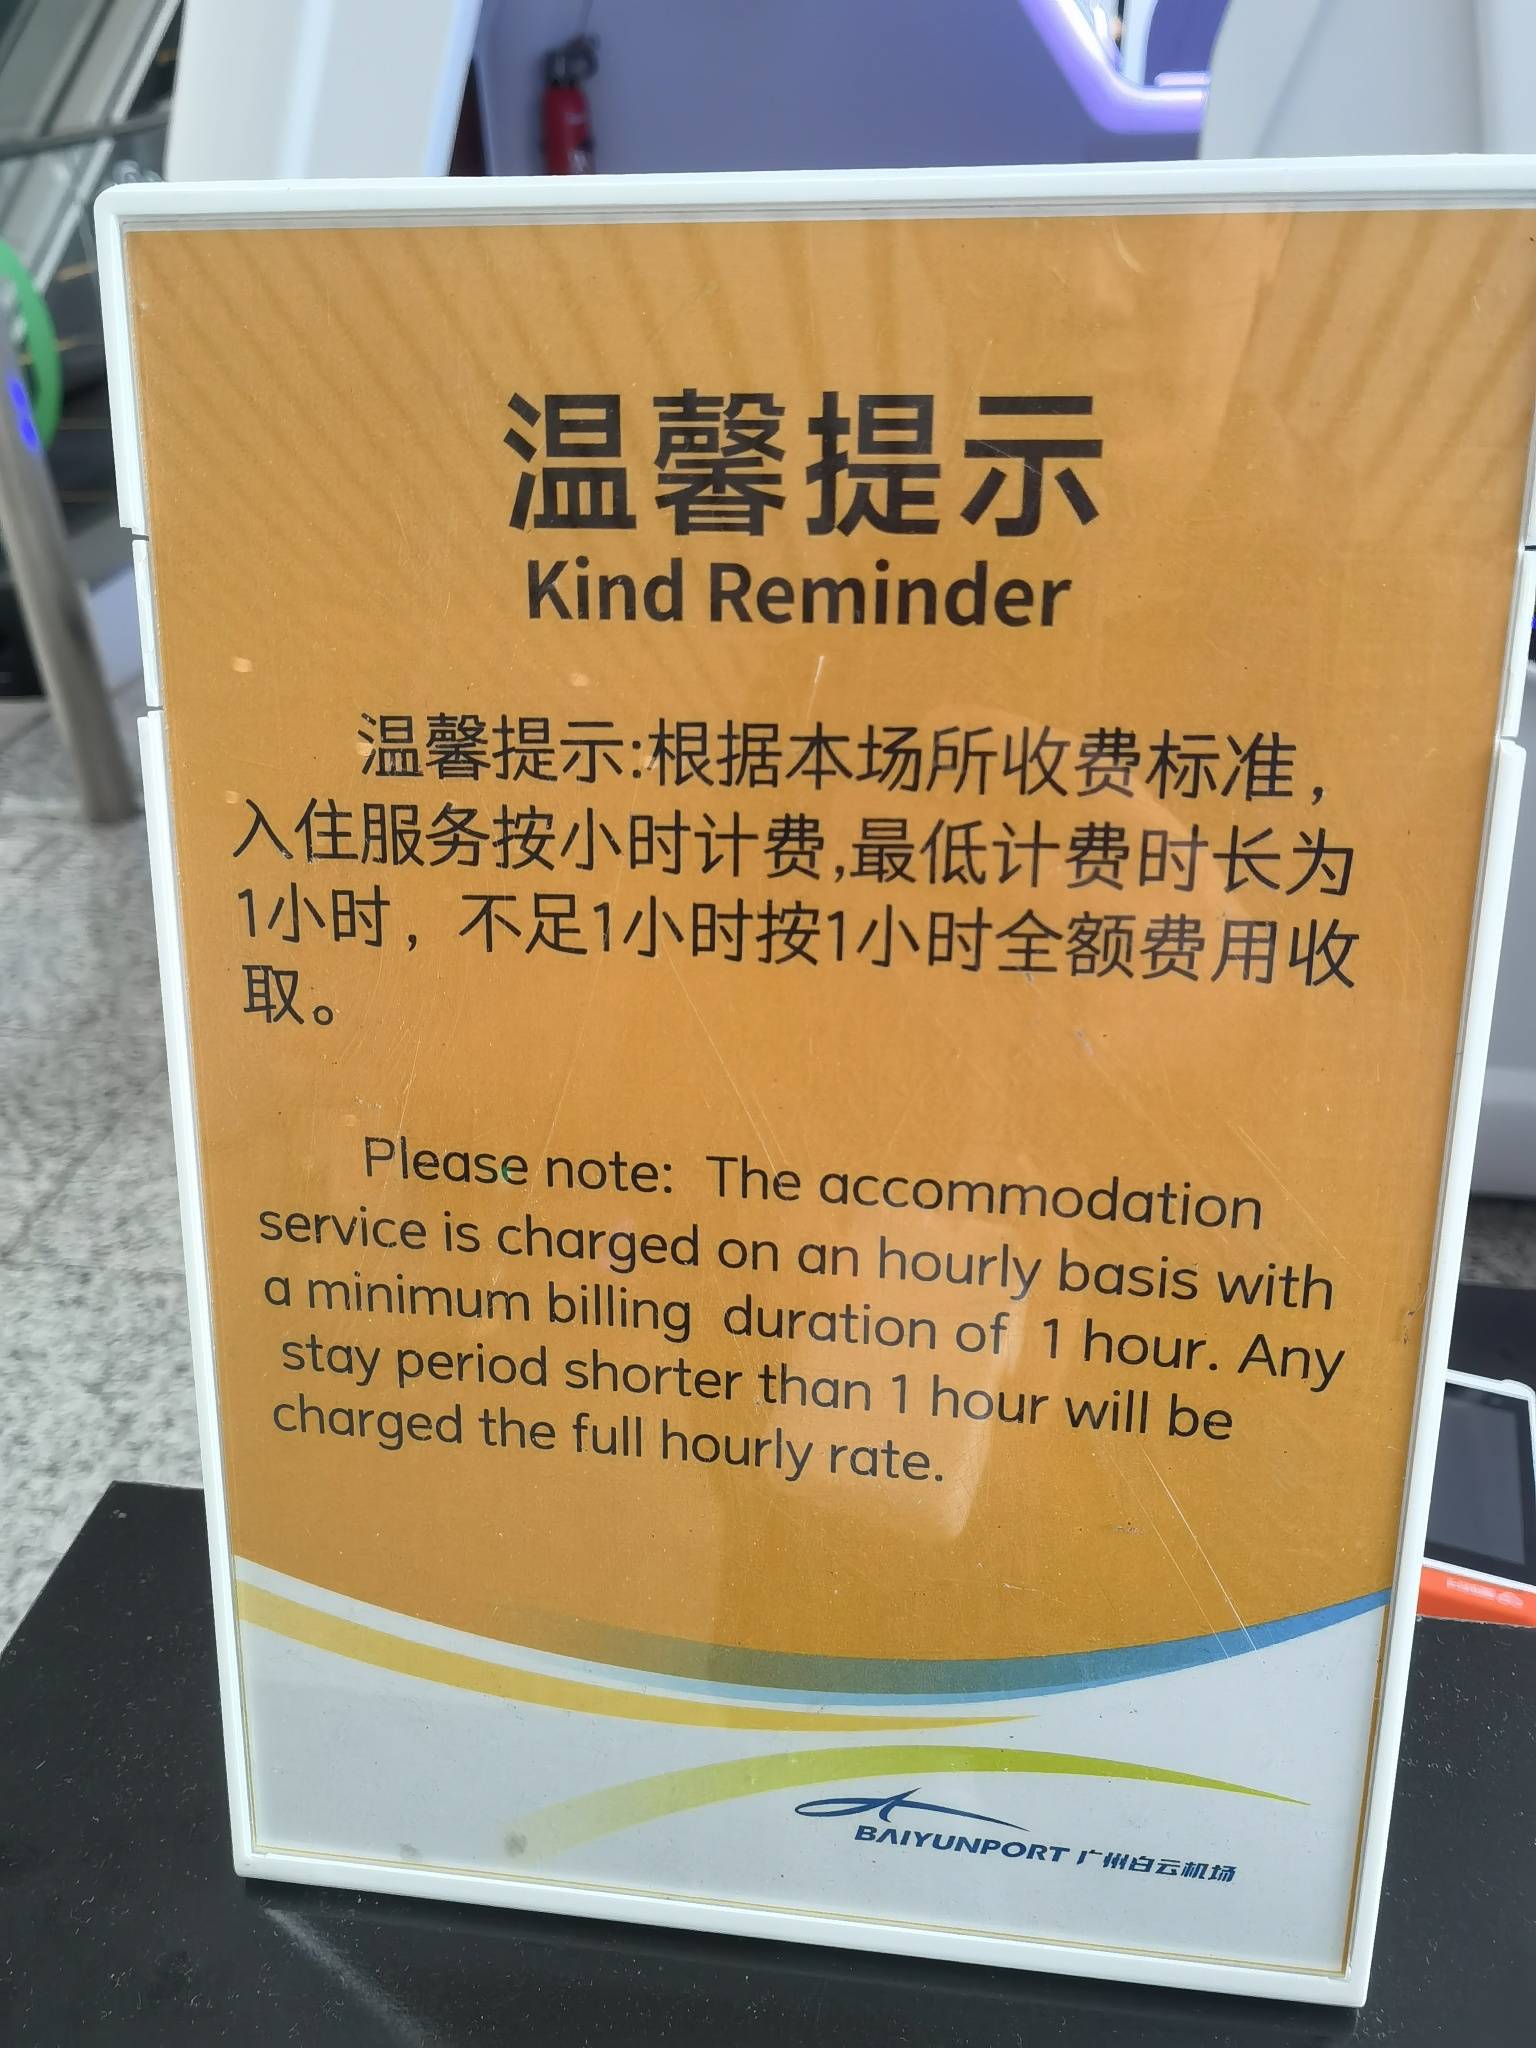 温馨提示
Kind Reminder
温馨提示:根据本场所收费标准，
入住服务按小时计费,最低计费时长为
1小时，不足1小时按1小时全额费用收
取。
Please note: The accommodation
service is charged on an hourly basis with
a minimum billing duration of 1 hour. Any
stay period shorter than 1 hour will be
charged the full hourly rate.
BAIYUNPORT 广州白云机场